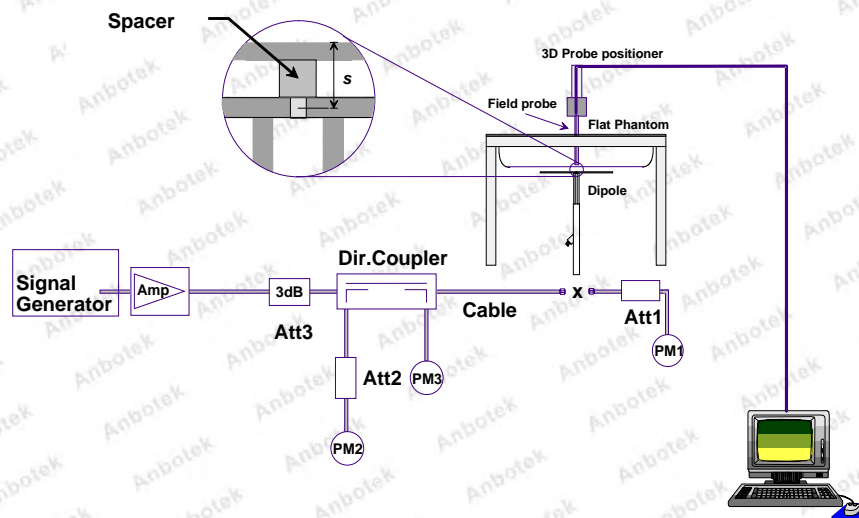 Spacer
s
3D Probe positioner
Field probe
Flat Phantom
Dipole
Dir.Coupler
Signal
Generator
Amp
3dB
Cable
x
Att3
Att1
PM1
Att2
PM3
PM2
Anbotek